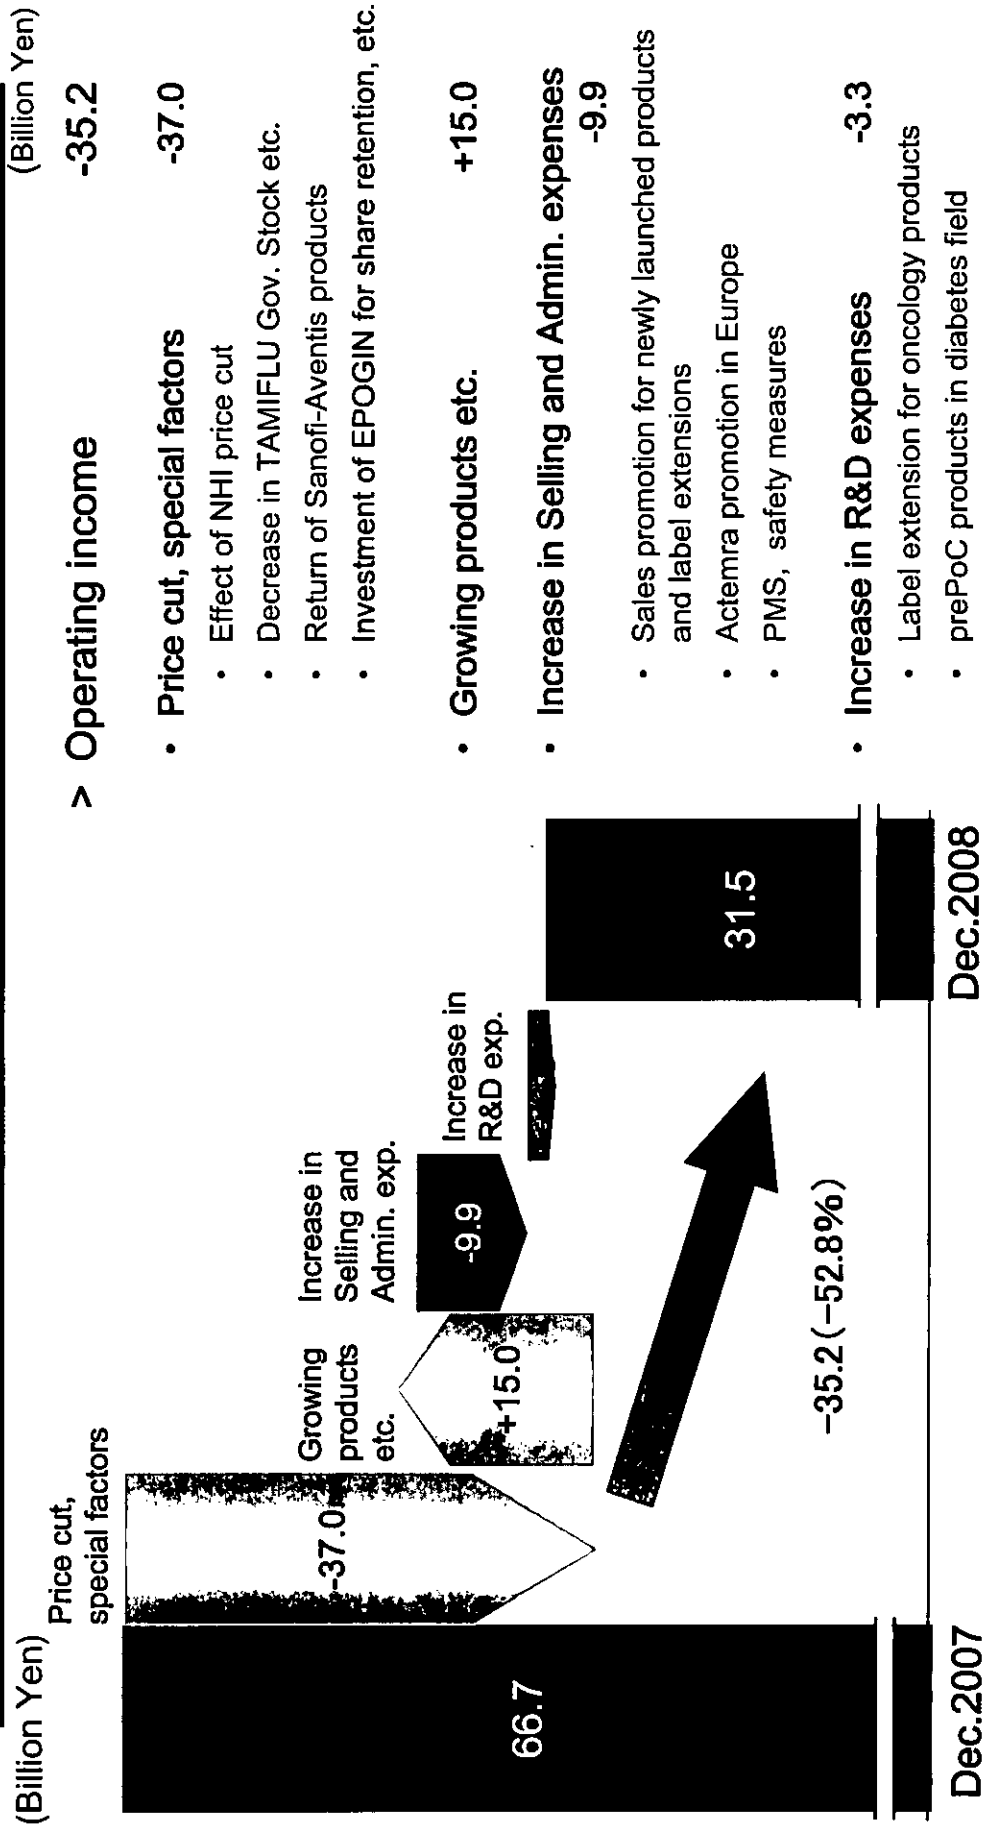 (Billion Yen)
Price cut,
special factors
66.7
-37.0
Growing
products
etc.
+15.0
Increase in
Selling and
Admin. exp.
-9.9
Increase in
R&D exp.
31.5
-35.2(-52.8%)
Dec.2007
Dec.2008
(Billion Yen)
> Operating income -35.2
• Price cut, special factors -37.0
• Effect of NHI price cut
• Decrease in TAMIFLU Gov. Stock etc.
• Return of Sanofi-Aventis products
• Investment of EPOGIN for share retention, etc.
• Growing products etc. +15.0
• Increase in Selling and Admin. expenses
-9.9
• Sales promotion for newly launched products
and label extensions
• Actemra promotion in Europe
• PMS, safety measures
• Increase in R&D expenses -3.3
• Label extension for oncology products
• prePoC products in diabetes field